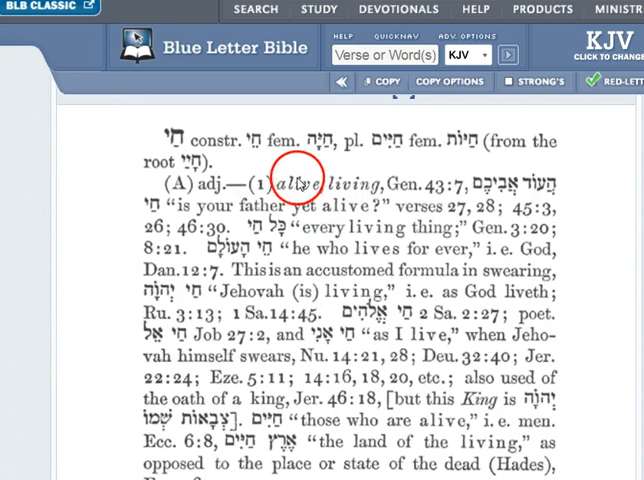 BLB CLASSIC
SEARCH STUDY DEVOTIONALS HELP PRODUCTS MINISTR
Blue Letter Bible
HELP QUICKNAV ADV. OPTIONS
Verse or Word(s) KJV
KJV
CLICK TO CHANGE
COPY COPY OPTIONS STRONG'S RED-LETT
חַי constr. חֵי fem. חַיָּה, pl. חַיִּים fem. חַיּוֹת (from the
root חָיַי).
(A) adj.—(1) alive, living, Gen. 43:7, הַעוֹד אֲבִיכֶם
חַי "is your father yet alive?" verses 27, 28; 45:3,
26; 46:30. כָּל חַי "every living thing;" Gen. 3:20;
8:21. חֵי הָעוֹלָם "he who lives for ever," i. e. God,
Dan. 12:7. This is an accustomed formula in swearing,
חַי יְהֹוָה "Jehovah (is) living," i. e. as God liveth;
Ru. 3:13; 1 Sa. 14:45. חַי אֱלֹהִים 2 Sa. 2:27; poet.
חַי אֵל Job 27:2, and חַי אָנִי "as I live," when Jeho-
vah himself swears, Nu. 14:21, 28; Deu. 32:40; Jer.
22:24; Eze. 5:11; 14:16, 18, 20, etc.; also used of
the oath of a king, Jer. 46:18, [but this King is יְהֹוָה
צְבָאוֹת שְׁמוֹ]. חַיִּים "those who are alive," i. e. men.
Ecc. 6:8, אֶרֶץ חַיִּים "the land of the living," as
opposed to the place or state of the dead (Hades),